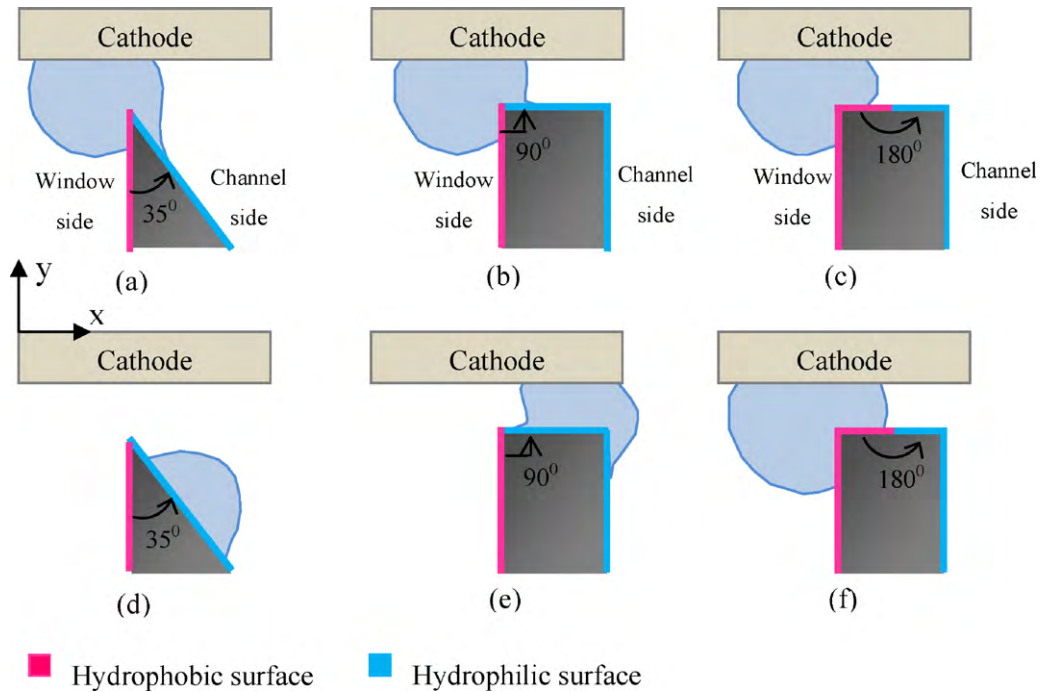 Cathode Cathode Cathode
Window side Channel side 35⁰
Window side Channel side 90⁰
Window side Channel side 180⁰
(a) (b) (c)
y
x
Cathode Cathode Cathode
35⁰ 90⁰ 180⁰
(d) (e) (f)
Hydrophobic surface Hydrophilic surface